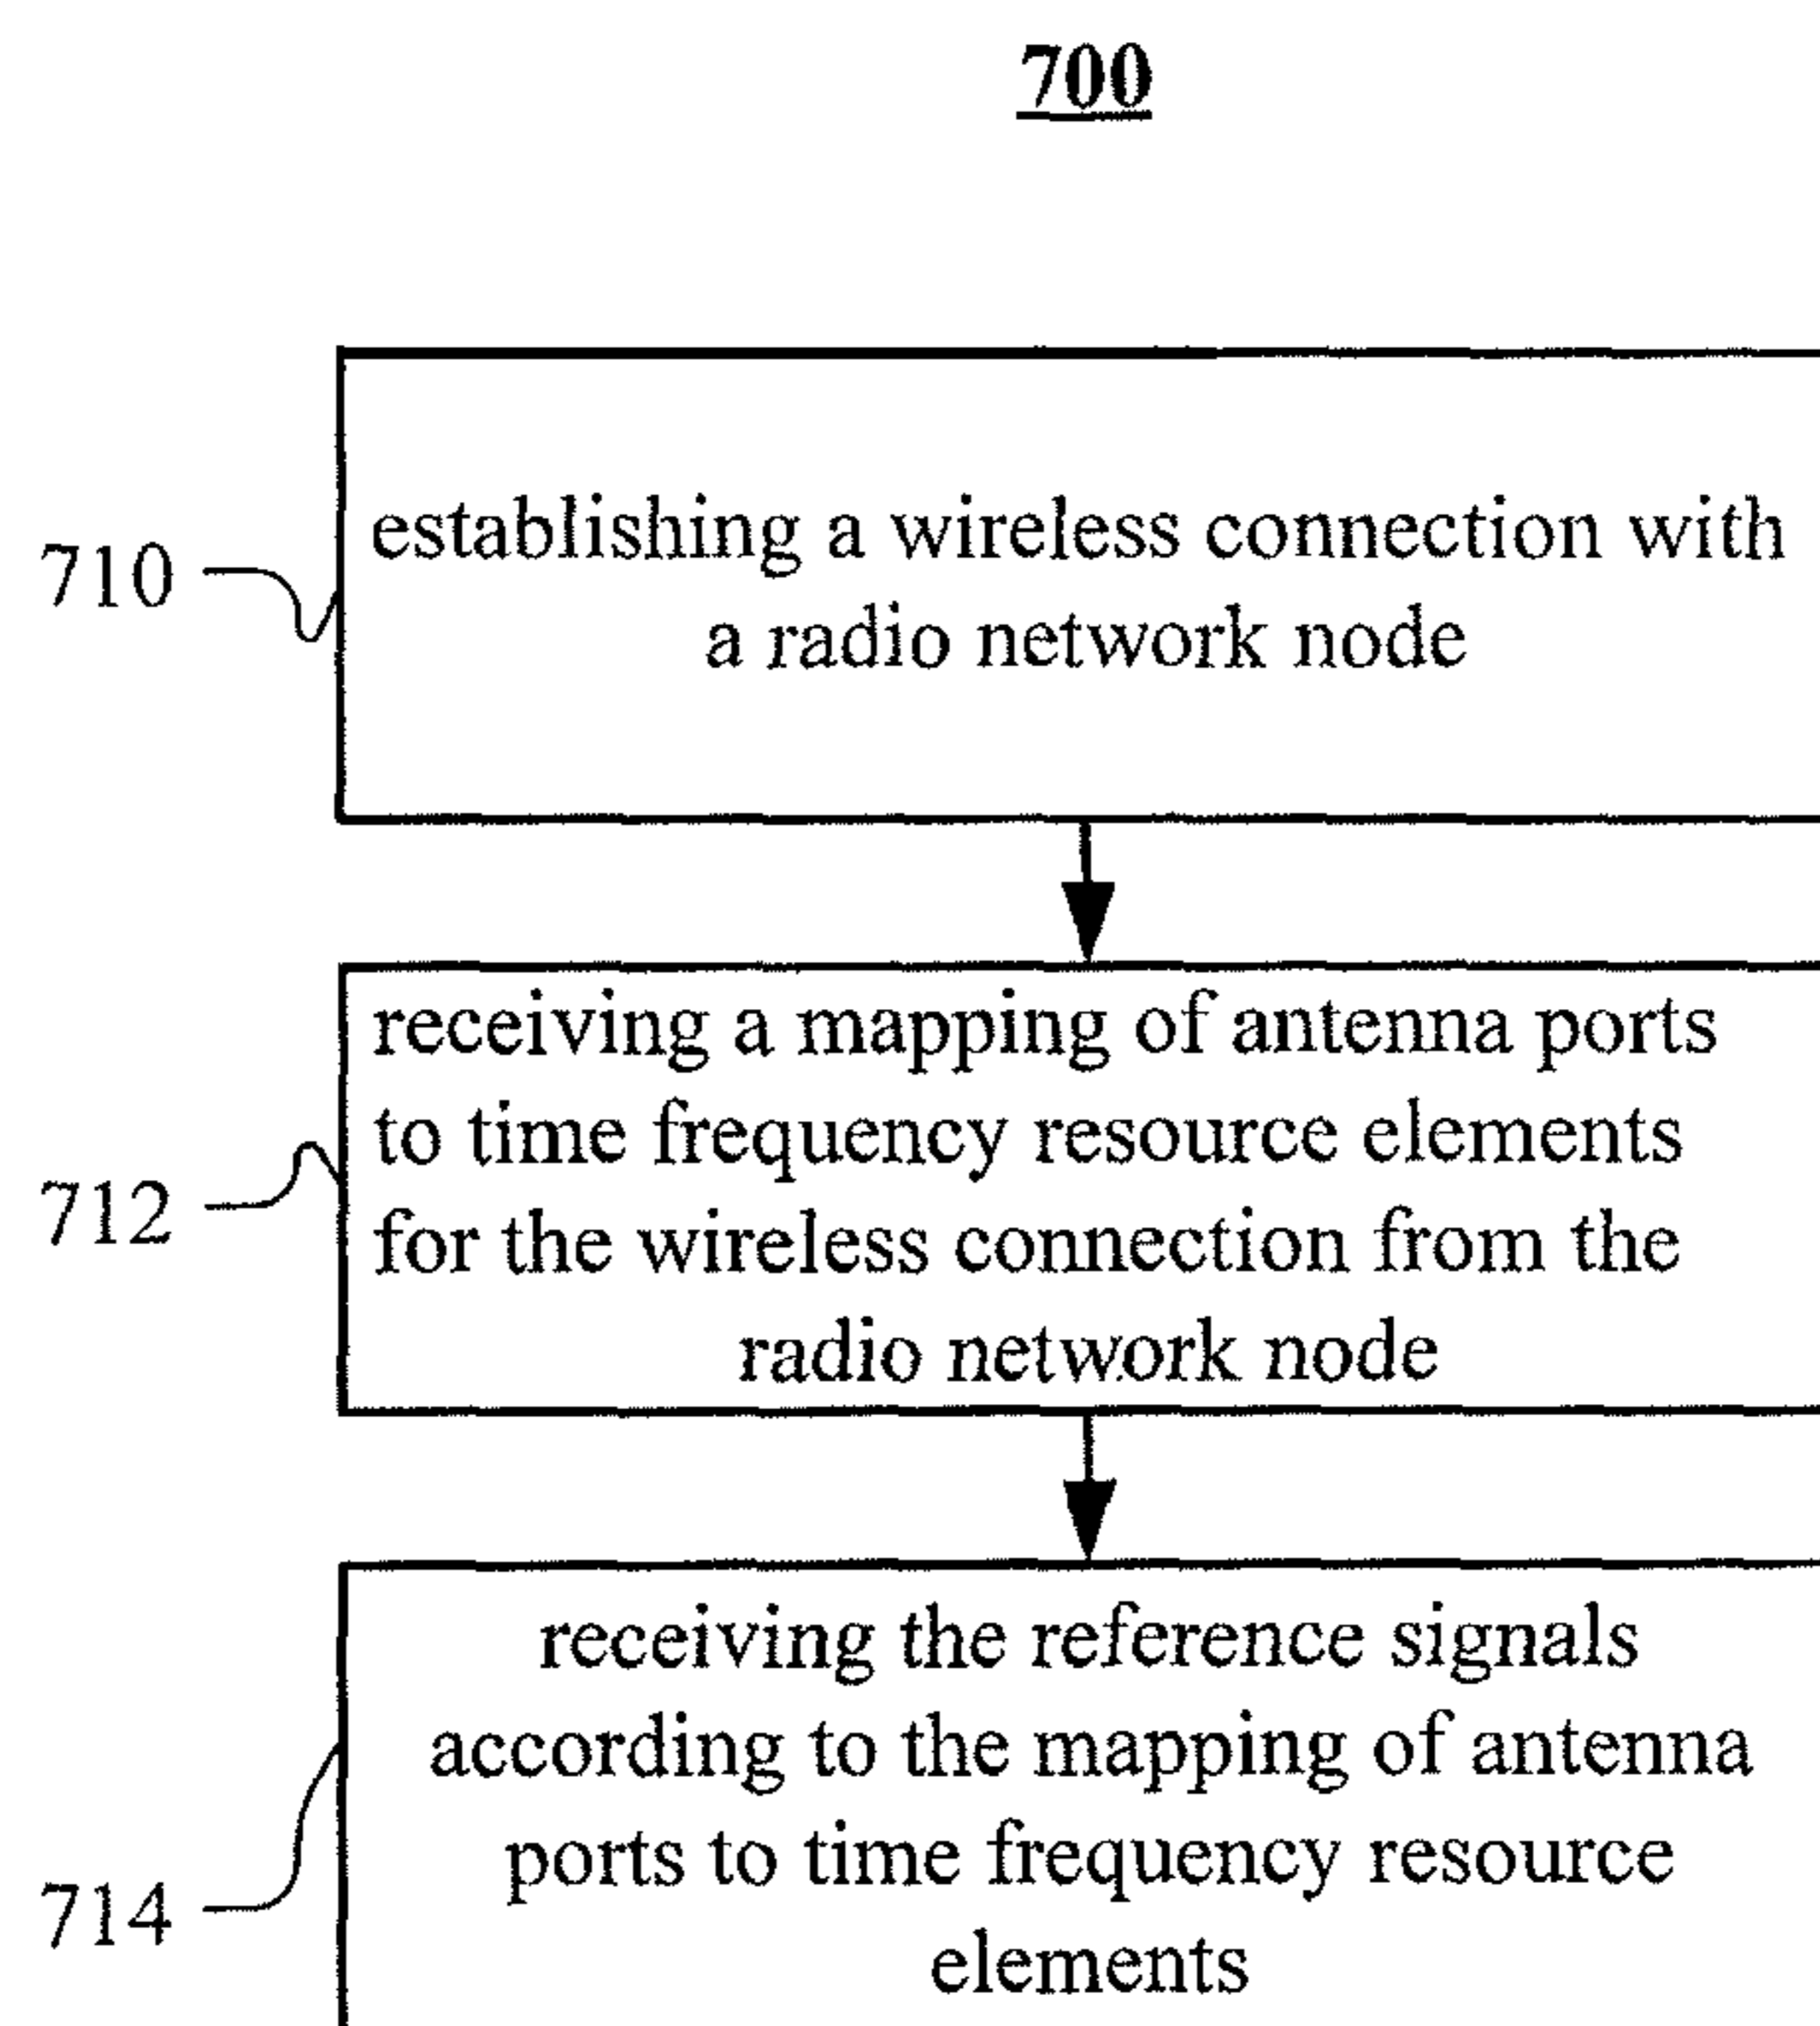 700
710
establishing a wireless connection with
a radio network node
712
receiving a mapping of antenna ports
to time frequency resource elements
for the wireless connection from the
radio network node
714
receiving the reference signals
according to the mapping of antenna
ports to time frequency resource
elements